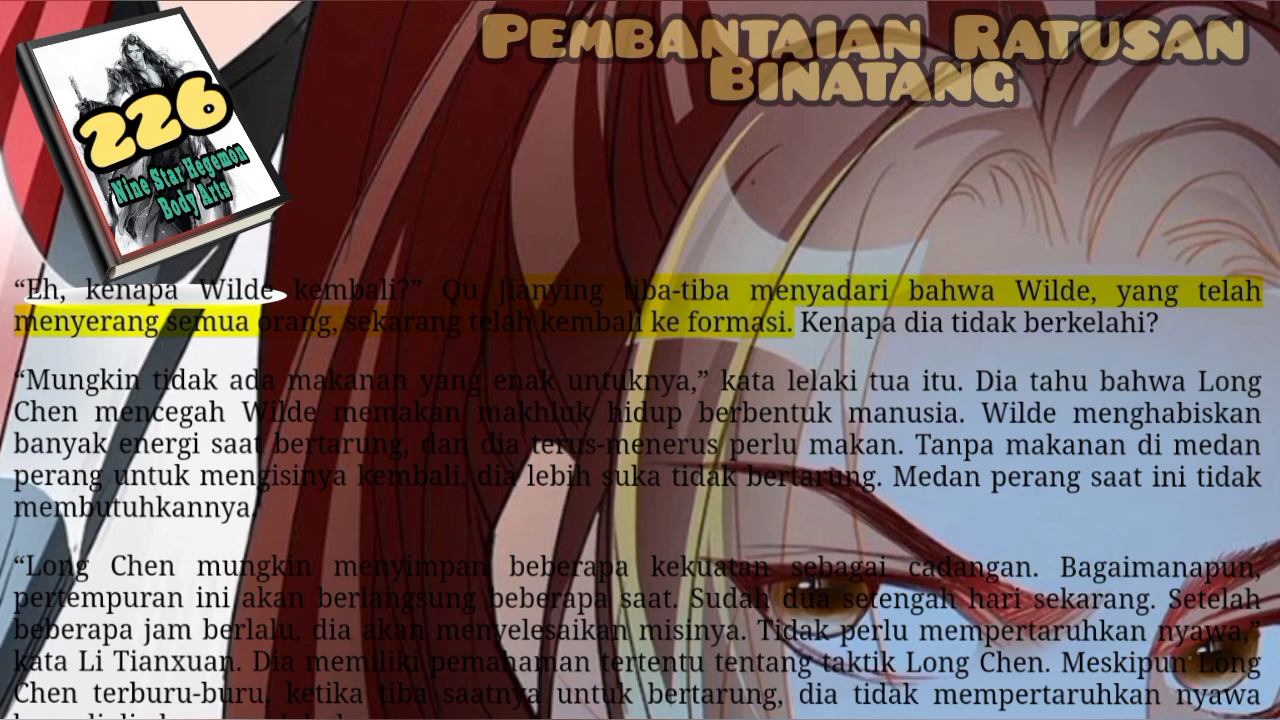 Pembantaian Ratusan
Binatang
226
Nine Star Hegemon
Body Arts
“Eh, kenapa Wilde kembali?” Qu Jianying tiba-tiba menyadari bahwa Wilde, yang telah
menyerang semua orang, sekarang telah kembali ke formasi. Kenapa dia tidak berkelahi?
“Mungkin tidak ada makanan yang enak untuknya,” kata lelaki tua itu. Dia tahu bahwa Long
Chen mencegah Wilde memakan makhluk hidup berbentuk manusia. Wilde menghabiskan
banyak energi saat bertarung, dan dia terus-menerus perlu makan. Tanpa makanan di medan
perang untuk mengisinya kembali, dia lebih suka tidak bertarung. Medan perang saat ini tidak
membutuhkannya.
“Long Chen mungkin menyimpan beberapa kekuatan sebagai cadangan. Bagaimanapun,
pertempuran ini akan berlangsung beberapa saat. Sudah dua setengah hari sekarang. Setelah
beberapa jam berlalu, dia akan menyelesaikan misinya. Tidak perlu mempertaruhkan nyawa,”
kata Li Tianxuan. Dia memiliki pemahaman tertentu tentang taktik Long Chen. Meskipun Long
Chen terburu-buru, ketika tiba saatnya untuk bertarung, dia tidak mempertaruhkan nyawa